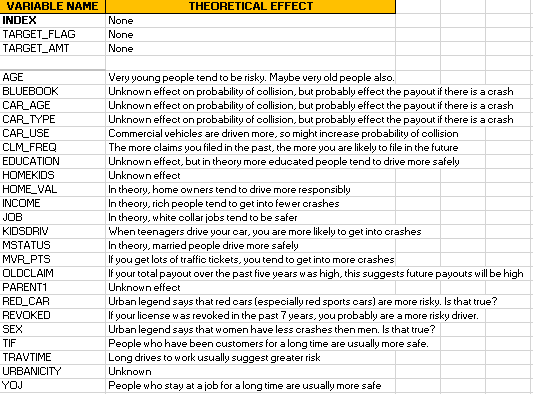 VARIABLE NAME THEORETICAL EFFECT
INDEX None
TARGET_FLAG None
TARGET_AMT None
AGE Very young people tend to be risky. Maybe very old people also.
BLUEBOOK Unknown effect on probability of collision, but probably effect the payout if there is a crash
CAR_AGE Unknown effect on probability of collision, but probably effect the payout if there is a crash
CAR_TYPE Unknown effect on probability of collision, but probably effect the payout if there is a crash
CAR_USE Commercial vehicles are driven more, so might increase probability of collision
CLM_FREQ The more claims you filed in the past, the more you are likely to file in the future
EDUCATION Unknown effect, but in theory more educated people tend to drive more safely
HOMEKIDS Unknown effect
HOME_VAL In theory, home owners tend to drive more responsibly
INCOME In theory, rich people tend to get into fewer crashes
JOB In theory, white collar jobs tend to be safer
KIDSDRIV When teenagers drive your car, you are more likely to get into crashes
MSTATUS In theory, married people drive more safely
MVR_PTS If you get lots of traffic tickets, you tend to get into more crashes
OLDCLAIM If your total payout over the past five years was high, this suggests future payouts will be high
PARENT1 Unknown effect
RED_CAR Urban legend says that red cars (especially red sports cars) are more risky. Is that true?
REVOKED If your license was revoked in the past 7 years, you probably are a more risky driver.
SEX Urban legend says that women have less crashes then men. Is that true?
TIF People who have been customers for a long time are usually more safe.
TRAVTIME Long drives to work usually suggest greater risk
URBANICITY Unknown
YOJ People who stay at a job for a long time are usually more safe